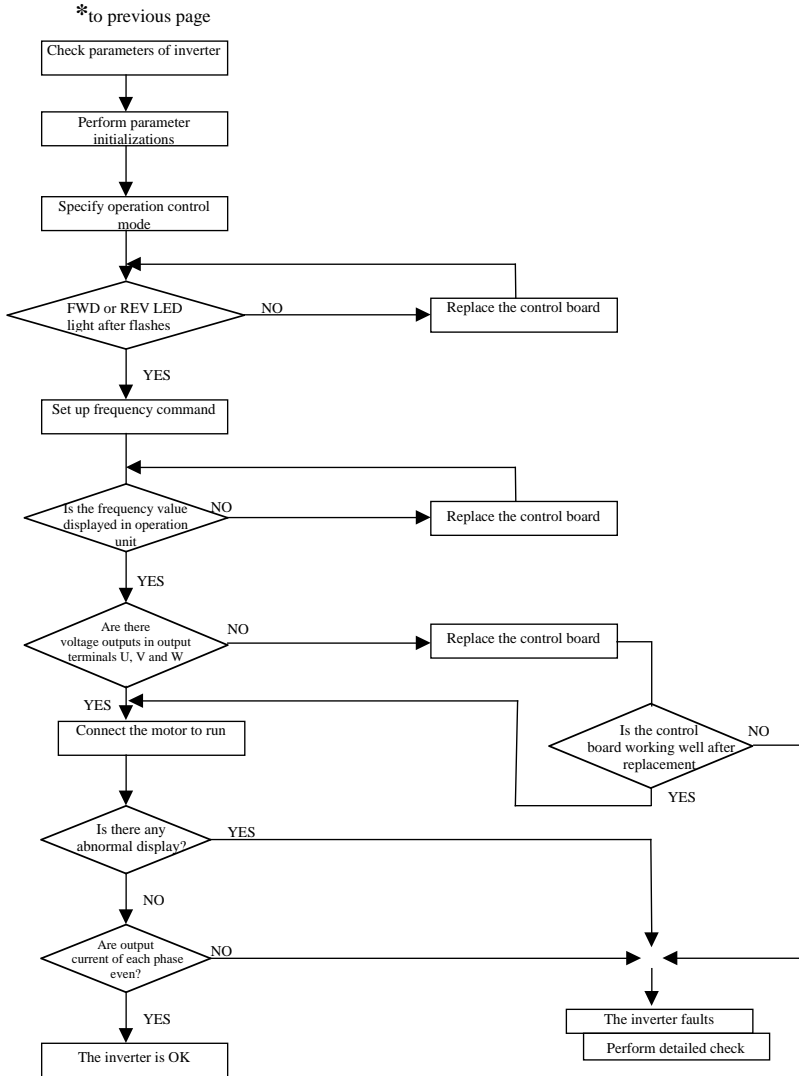 *to previous page
Check parameters of inverter
Perform parameter
initializations
Specify operation control
mode
FWD or REV LED
light after flashes
NO
Replace the control board
YES
Set up frequency command
Is the frequency value
displayed in operation
unit
NO
Replace the control board
YES
Are there
voltage outputs in output
terminals U, V and W
NO
Replace the control board
YES
Connect the motor to run
Is the control
board working well after
replacement
NO
YES
Is there any
abnormal display?
YES
NO
Are output
current of each phase
even?
NO
YES
The inverter faults
Perform detailed check
The inverter is OK